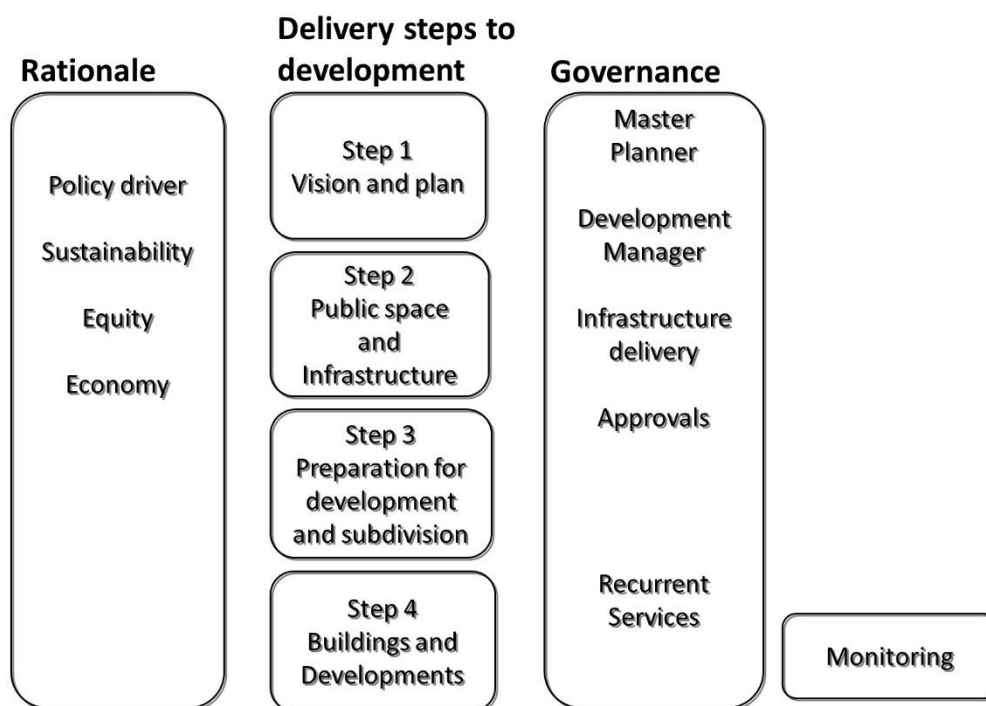 Rationale
Policy driver
Sustainability
Equity
Economy
Delivery steps to
development
Step 1
Vision and plan
Step 2
Public space
and
Infrastructure
Step 3
Preparation for
development
and subdivision
Step 4
Buildings and
Developments
Governance
Master
Planner
Development
Manager
Infrastructure
delivery
Approvals
Recurrent
Services
Monitoring